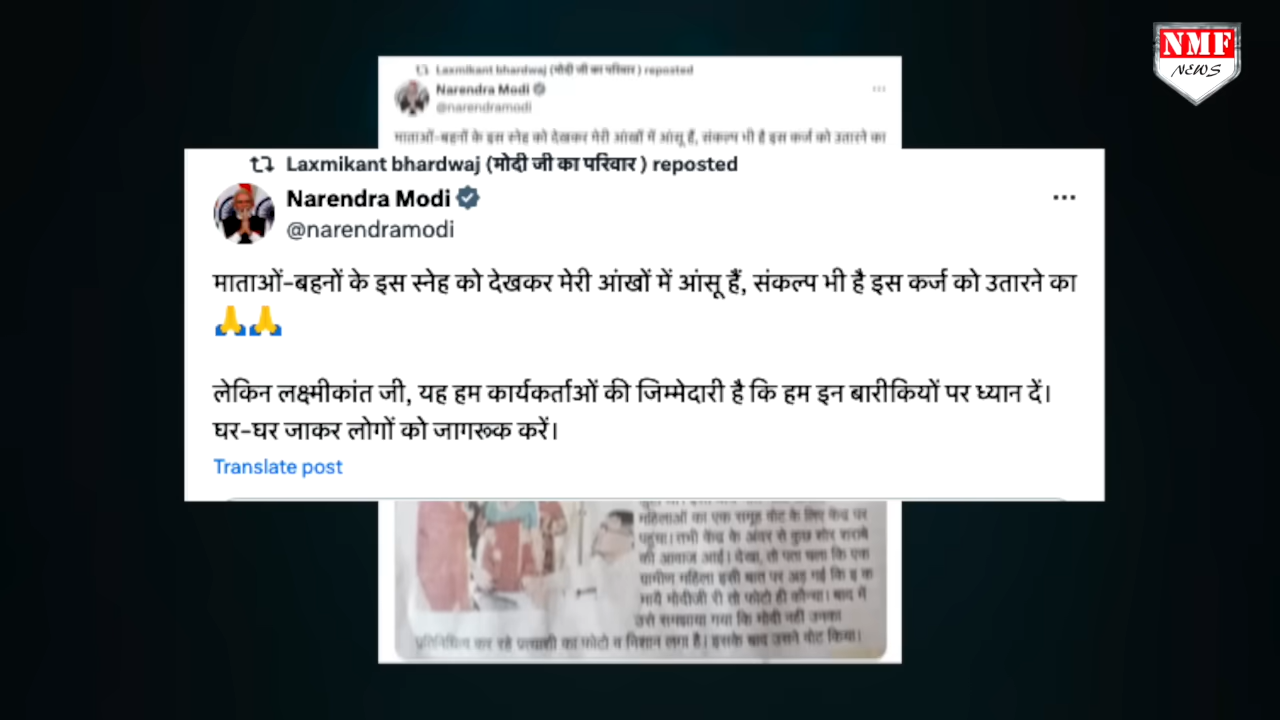 NMF
NEWS
Laxmikant bhardwaj (मोदी जी का परिवार ) reposted
Narendra Modi
@narendramodi
माताओं-बहनों के इस स्नेह को देखकर मेरी आंखों में आंसू हैं, संकल्प भी है इस कर्ज को उतारने का
Laxmikant bhardwaj (मोदी जी का परिवार ) reposted
Narendra Modi
@narendramodi
माताओं-बहनों के इस स्नेह को देखकर मेरी आंखों में आंसू हैं, संकल्प भी है इस कर्ज को उतारने का
🙏🙏
लेकिन लक्ष्मीकांत जी, यह हम कार्यकर्ताओं की जिम्मेदारी है कि हम इन बारीकियों पर ध्यान दें।
घर-घर जाकर लोगों को जागरूक करें।
Translate post
महिलाओं का एक समूह वोट के लिए केंद्र पर
पहुंचा। तभी केंद्र के अंदर से कुछ शोर शराबे
की आवाज आई। देखा, तो पता चला कि एक
ग्रामीण महिला इसी बात पर अड़ गई कि इ क
मायै मोदीजी री तो फोटो ही कोन्या। बाद में
उसे समझाया गया कि मोदी नहीं उनका
प्रतिनिधित्व कर रहे प्रत्याशी का फोटो व निशान लगा है। इसके बाद उसने वोट किया।